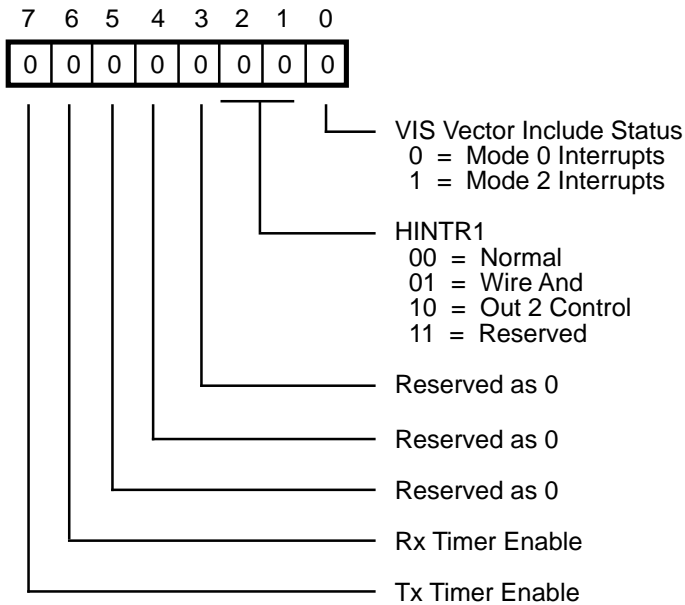 7 6 5 4 3 2 1 0
0 0 0 0 0 0 0 0
VIS Vector Include Status
0 = Mode 0 Interrupts
1 = Mode 2 Interrupts
HINTR1
00 = Normal
01 = Wire And
10 = Out 2 Control
11 = Reserved
Reserved as 0
Reserved as 0
Reserved as 0
Rx Timer Enable
Tx Timer Enable